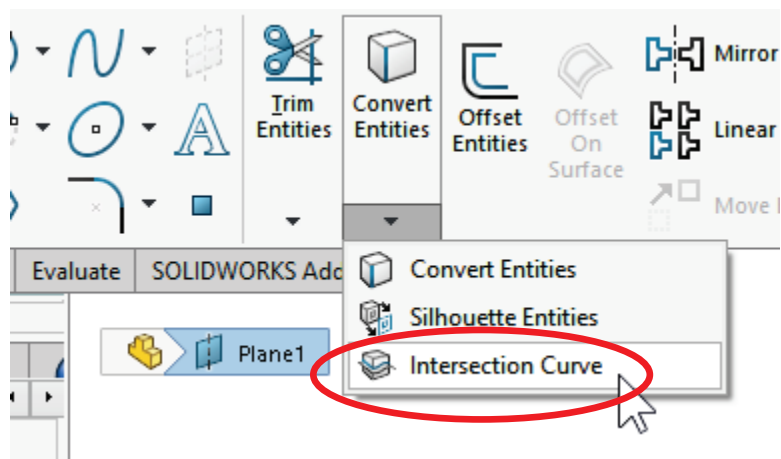 Trim
Entities
Convert
Entities
Offset
Entities
Offset
On
Surface
Mirror
Linear
Move
Evaluate
SOLIDWORKS Add
Convert Entities
Silhouette Entities
Intersection Curve
Plane1